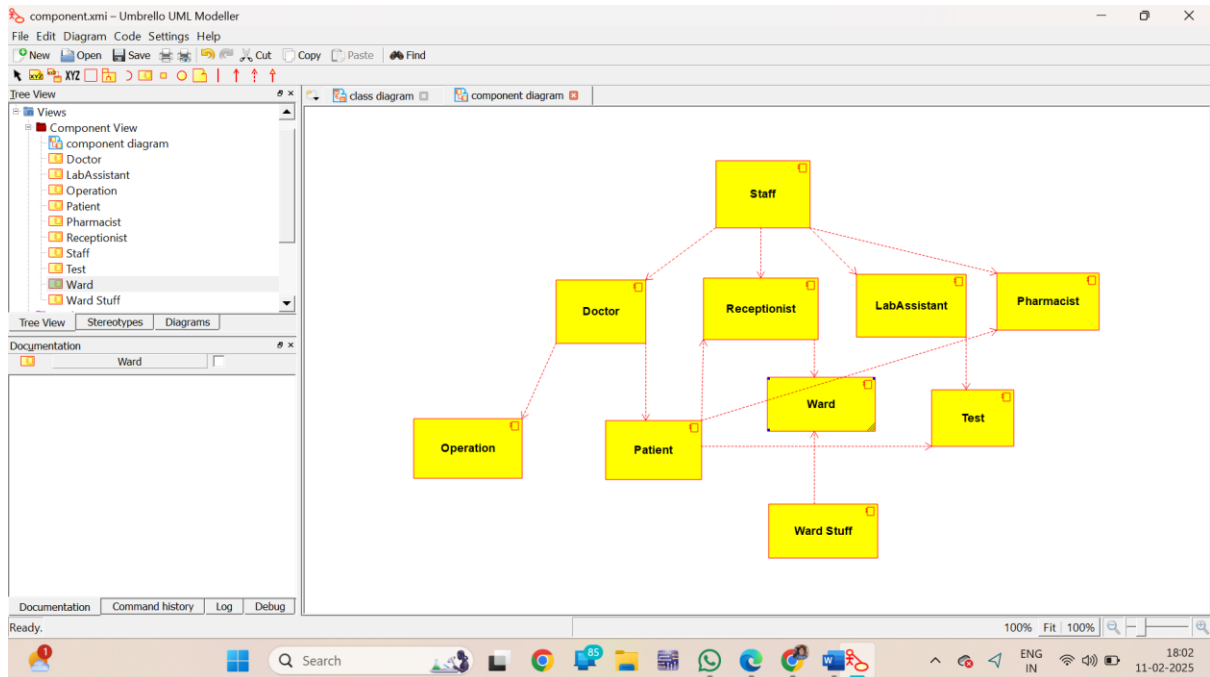 component.xmi – Umbrello UML Modeller
File Edit Diagram Code Settings Help
New Open Save Cut Copy Paste Find
XYZ
Tree View
class diagram component diagram
Views
Component View
component diagram
Doctor
LabAssistant
Operation
Patient
Pharmacist
Receptionist
Staff
Test
Ward
Ward Stuff
Tree View Stereotypes Diagrams
Documentation
Ward
Staff
Doctor
Receptionist
LabAssistant
Pharmacist
Ward
Test
Operation
Patient
Ward Stuff
Documentation Command history Log Debug
Ready.
100% Fit 100%
1
Search
85
ENG
IN
18:02
11-02-2025